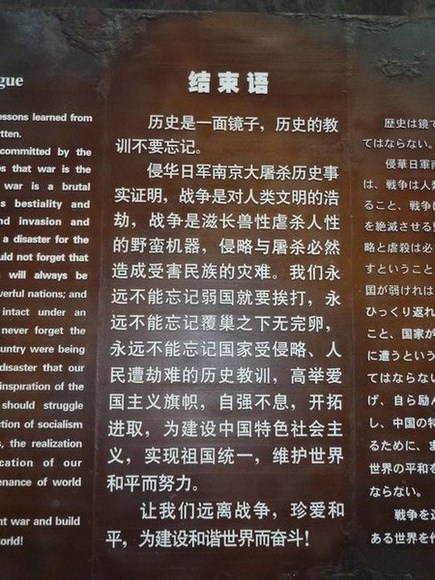 essons learned from
committed by the
es that war is the
war is a brutal
s bestiality and
nd invasion and
a disaster for the
ould not forget that
will always be
verful nations; and
intact under an
never forget the
untry were being
disaster that our
inspiration of the
should struggle
ction of socialism
s, the realization
cation of our
enance of world
nt war and build
world!
结束语
历史是一面镜子，历史的教
训不要忘记。
侵华日军南京大屠杀历史事
实证明，战争是对人类文明的浩
劫，战争是滋长兽性虐杀人性
的野蛮机器，侵略与屠杀必然
造成受害民族的灾难。我们永
远不能忘记弱国就要挨打，永
远不能忘记覆巢之下无完卵，
永远不能忘记国家受侵略、人
民遭劫难的历史教训，高举爱
国主义旗帜，自强不息，开拓
进取，为建设中国特色社会主
义，实现祖国统一，维护世界
和平而努力。
让我们远离战争，珍爱和
平，为建设和谐世界而奋斗！
歴史は鏡で
てはならない。
侵華日軍南
は、戦争は人類
ること、戦争に
を絶滅させる野
略と虐殺は必
すということ
国が弱ければ
ひっくり返れ
こと、国家が
に遭うという
てはならない
げ、自ら励ん
し、中国の特
るために、ま
世界の平和を
ならない。
戦争を遠
ある世界を作